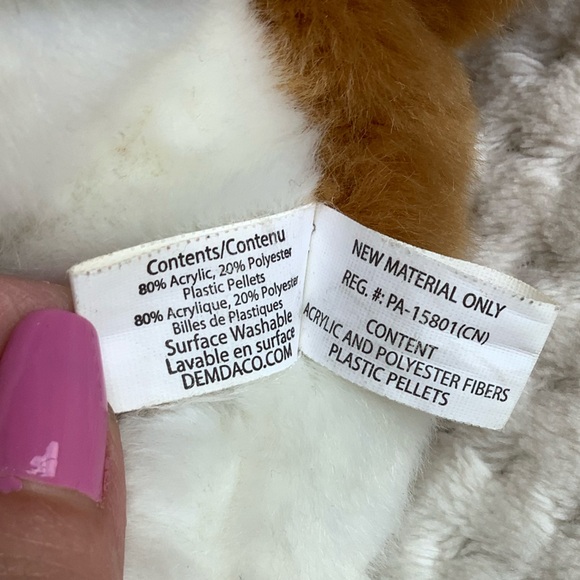 Contents/Contenu
80% Acrylic, 20% Polyester
Plastic Pellets
80% Acrylique, 20% Polyester
Billes de Plastiques
Surface Washable
Lavable en surface
DEMDACO.COM
NEW MATERIAL ONLY
REG. #: PA-15801(CN)
CONTENT
ACRYLIC AND POLYESTER FIBERS
PLASTIC PELLETS